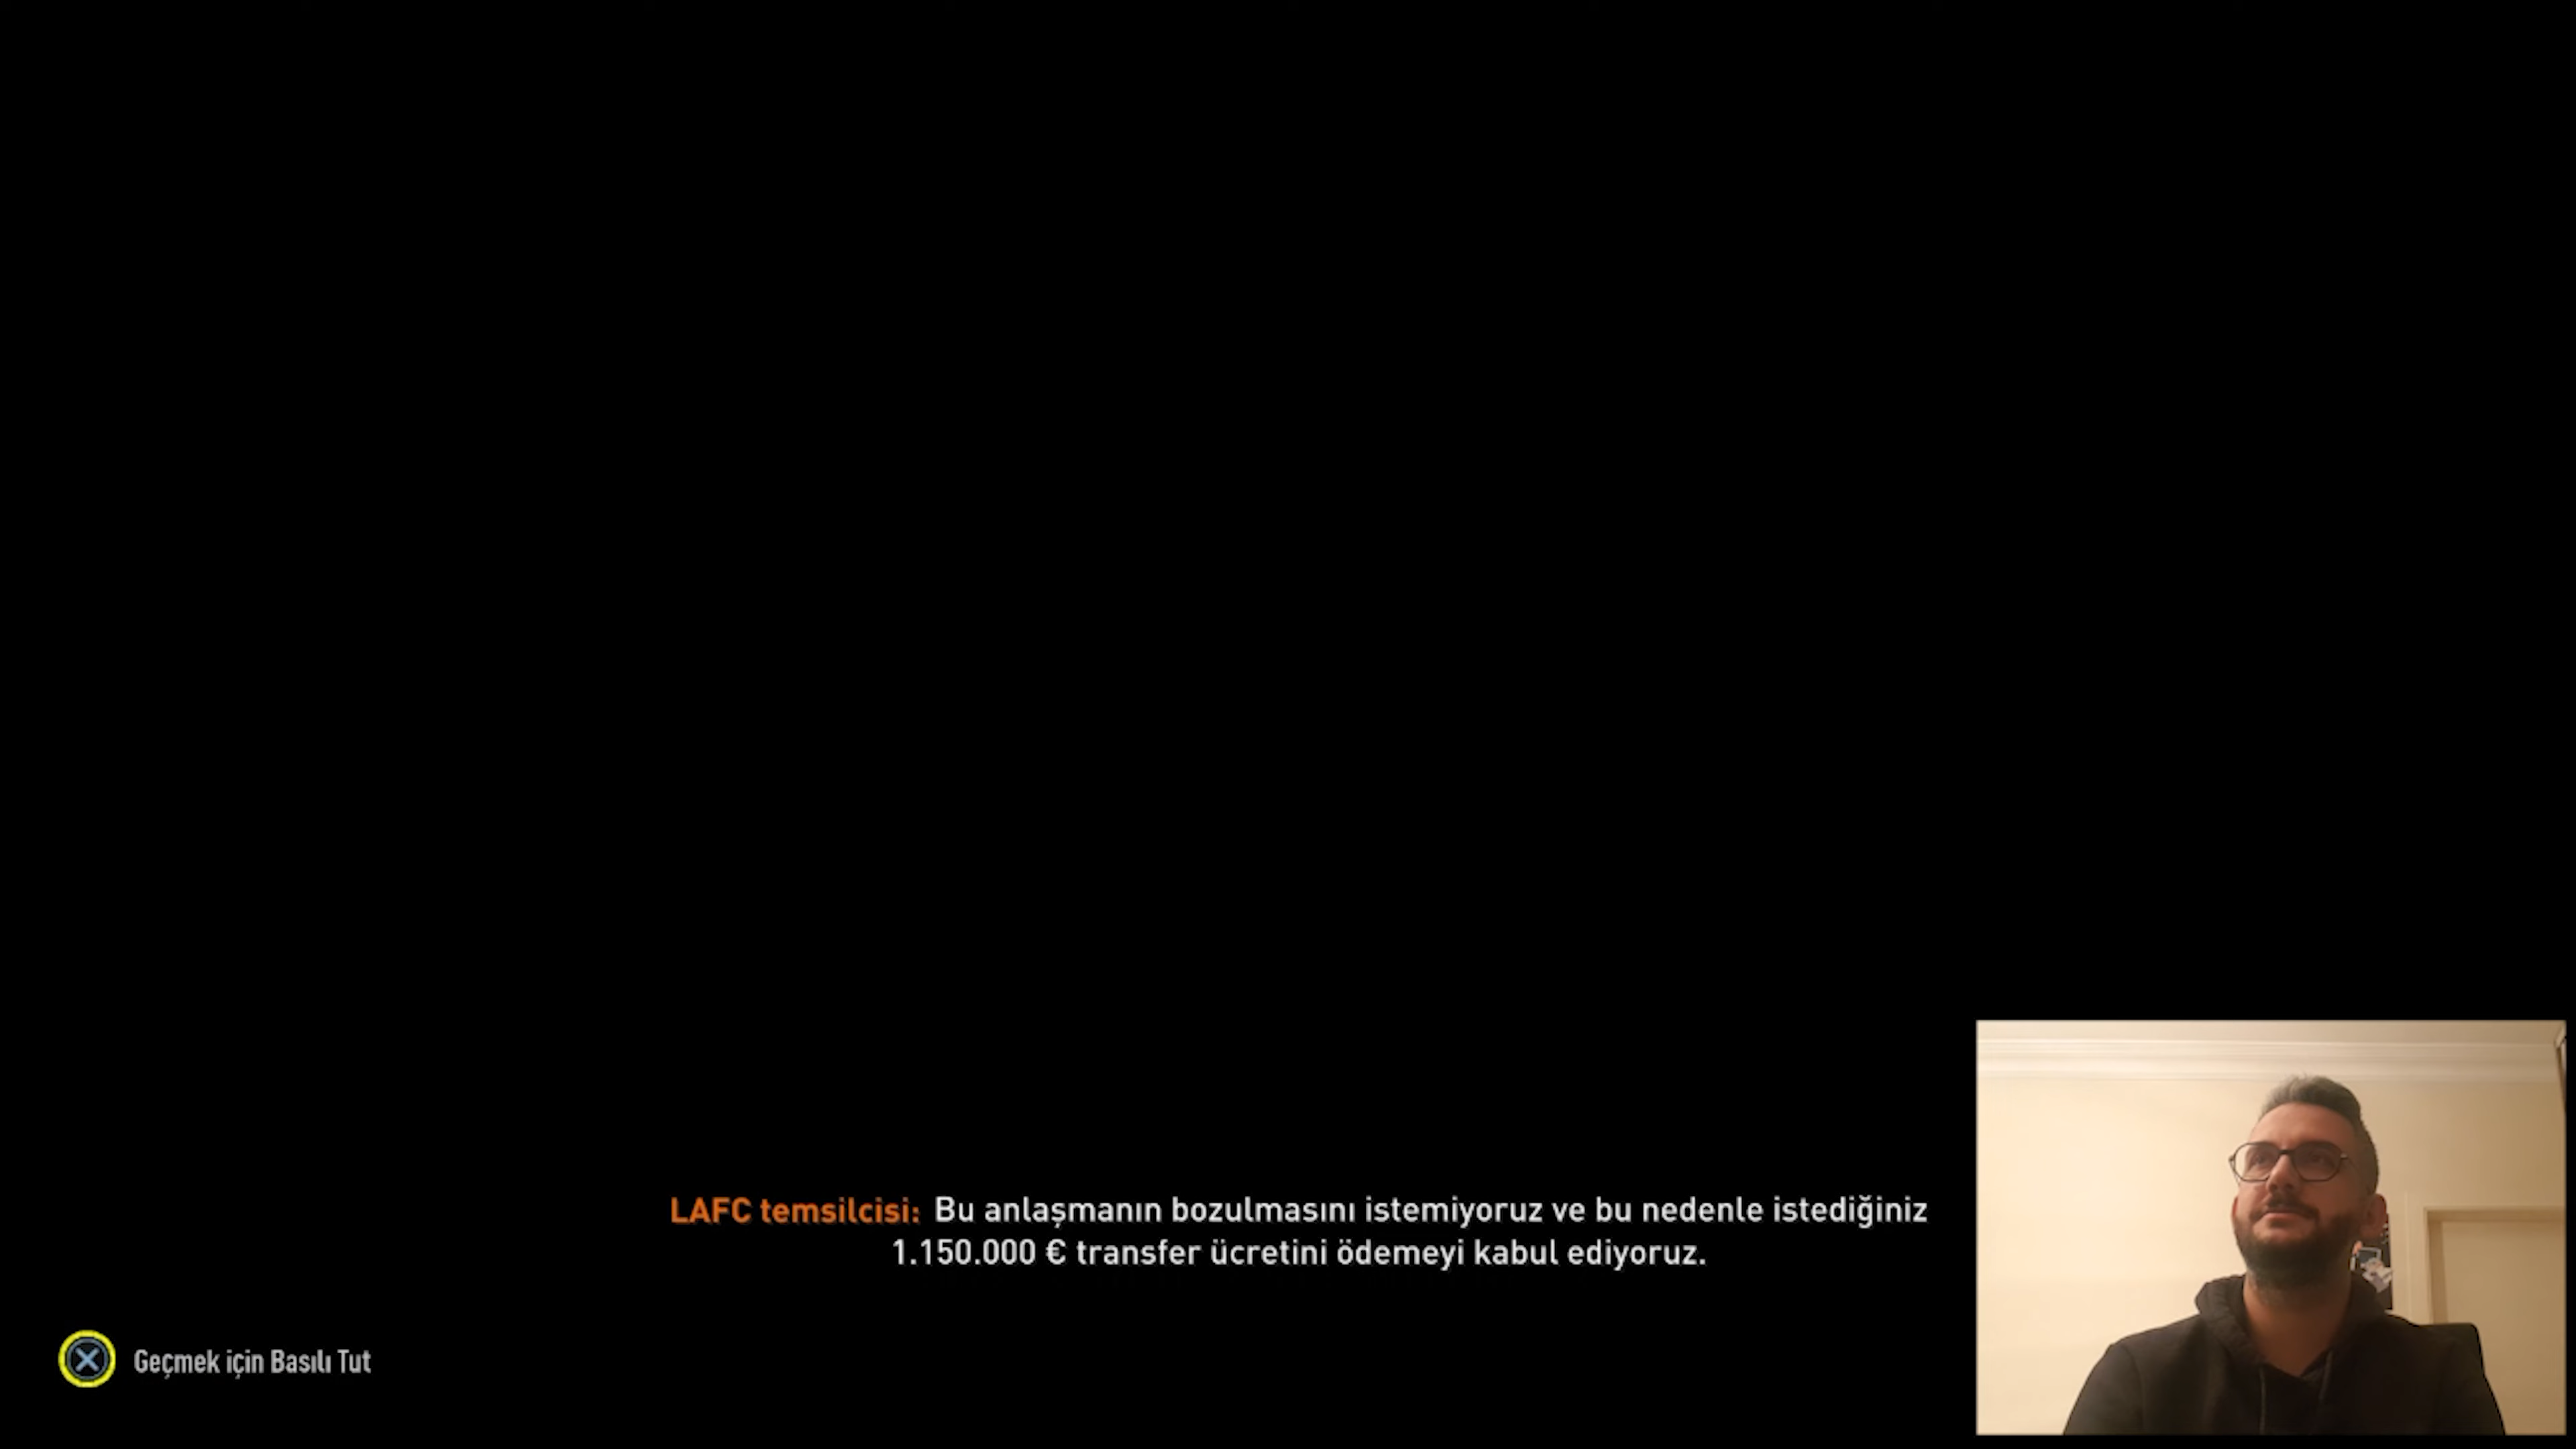 LAFC temsilcisi: Bu anlaşmanın bozulmasını istemiyoruz ve bu nedenle istediğiniz
1.150.000 € transfer ücretini ödemeyi kabul ediyoruz.
Geçmek için Basılı Tut